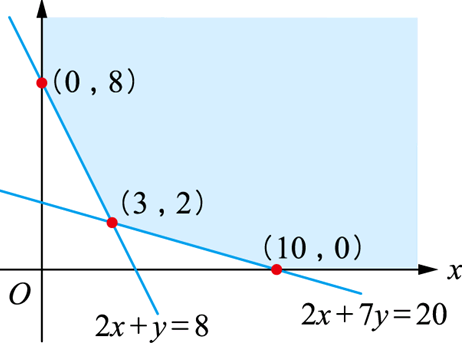 (0 , 8)
(3 , 2)
(10 , 0)
x
O
2x+y=8
2x+7y=20